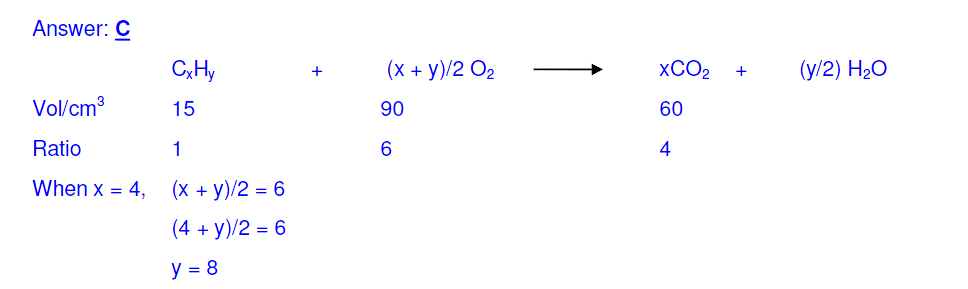 Answer: C
CₓHᵧ + (x + y)/2 O₂ ⟶ xCO₂ + (y/2) H₂O
Vol/cm³ 15 90 60
Ratio 1 6 4
When x = 4, (x + y)/2 = 6
(4 + y)/2 = 6
y = 8